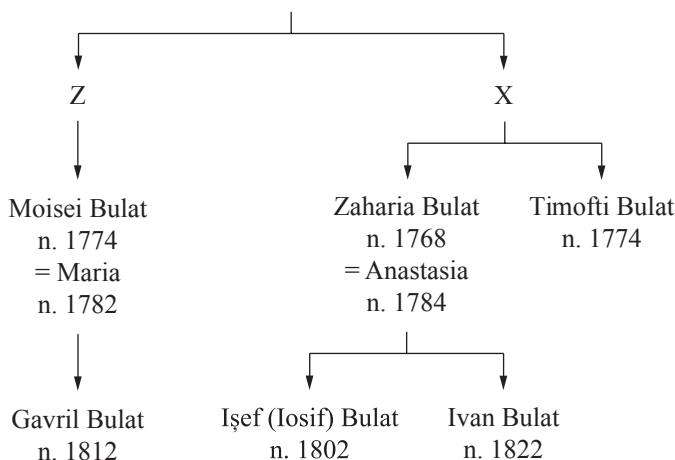 Z
X
Moisei Bulat
n. 1774
= Maria
n. 1782
Zaharia Bulat
n. 1768
= Anastasia
n. 1784
Timofti Bulat
n. 1774
Gavril Bulat
n. 1812
Işef (Iosif) Bulat
n. 1802
Ivan Bulat
n. 1822